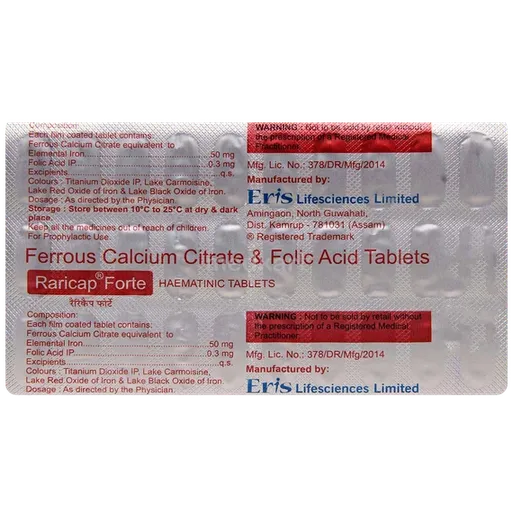 Composition:
Each film coated tablet contains:
Ferrous Calcium Citrate equivalent to
Elemental Iron 50 mg
Folic Acid IP 0.3 mg
Excipients q.s.
Colours : Titanium Dioxide IP, Lake Carmoisine,
Lake Red Oxide of Iron & Lake Black Oxide of Iron.
Dosage : As directed by the Physician.
Storage : Store between 10°C to 25°C at dry & dark
place.
Keep all the medicines out of reach of children.
For Prophylactic Use.
WARNING : Not to be sold by retail without
the prescription of a Registered Medical
Practitioner.
Mfg. Lic. No.: 378/DR/Mfg/2014
Manufactured by:
Eris Lifesciences Limited
Amingaon, North Guwahati,
Dist. Kamrup - 781031 (Assam)
® Registered Trademark
Ferrous Calcium Citrate & Folic Acid Tablets
Raricap® Forte HAEMATINIC TABLETS
रैरिकैप फोर्टे
Composition:
Each film coated tablet contains:
Ferrous Calcium Citrate equivalent to
Elemental Iron 50 mg
Folic Acid IP 0.3 mg
Excipients q.s.
Colours : Titanium Dioxide IP, Lake Carmoisine,
Lake Red Oxide of Iron & Lake Black Oxide of Iron.
Dosage : As directed by the Physician.
WARNING : Not to be sold by retail without
the prescription of a Registered Medical
Practitioner.
Mfg. Lic. No.: 378/DR/Mfg/2014
Manufactured by:
Eris Lifesciences Limited